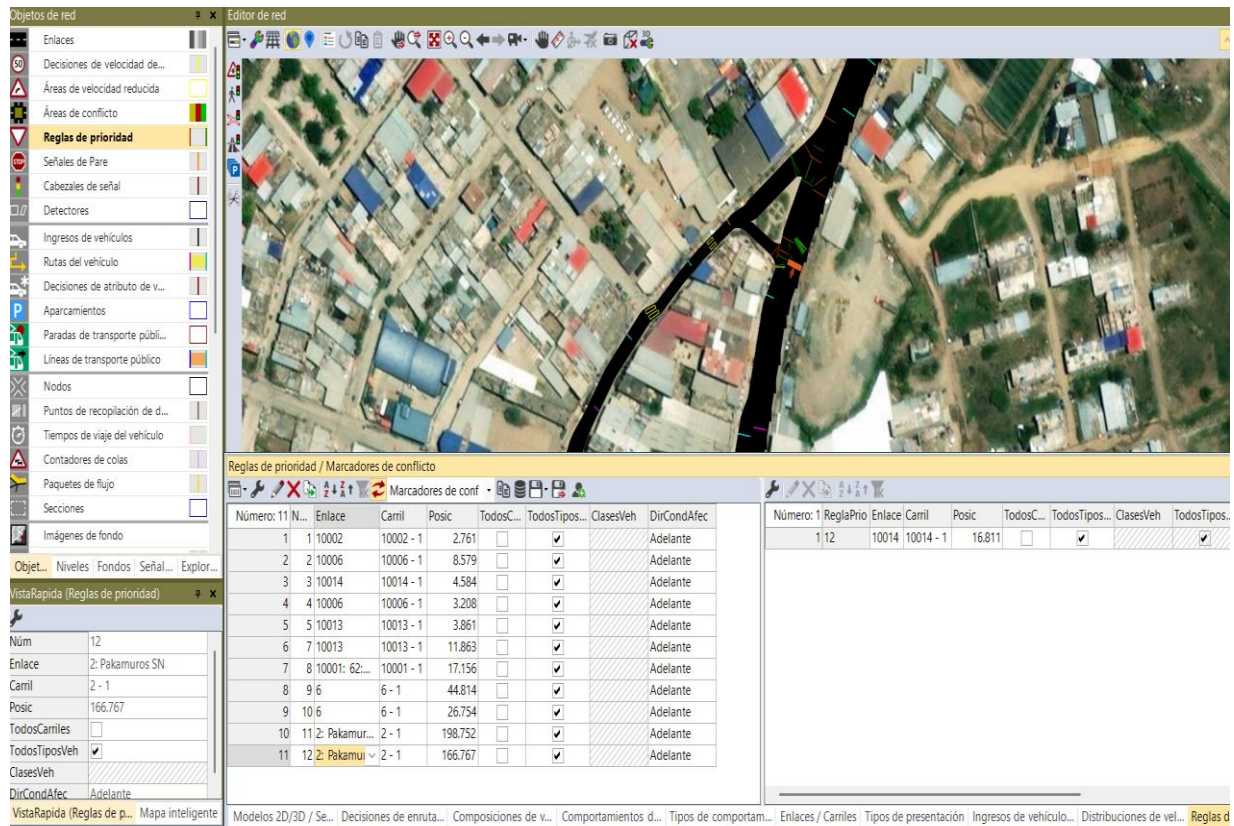 Objetos de red
Enlaces
Decisiones de velocidad de...
Áreas de velocidad reducida
Áreas de conflicto
Reglas de prioridad
Señales de Pare
Cabezales de señal
Detectores
Ingresos de vehículos
Rutas del vehículo
Decisiones de atributo de v...
Aparcamientos
Paradas de transporte públi...
Líneas de transporte público
Nodos
Puntos de recopilación de d...
Tiempos de viaje del vehículo
Contadores de colas
Paquetes de flujo
Secciones
Imágenes de fondo
Objet... Niveles Fondos Señal... Explor...
VistaRapida (Reglas de prioridad)
Núm 12
Enlace 2: Pakamuros SN
Carril 2 - 1
Posic 166.767
TodosCarriles
TodosTiposVeh
ClasesVeh
DirCondAfec Adelante
VistaRapida (Reglas de p... Mapa inteligente
Editor de red
Reglas de prioridad / Marcadores de conflicto
Marcadores de conf
Número: 11 N... Enlace Carril Posic TodosC... TodosTipos... ClasesVeh DirCondAfec
1 1 10002 10002 - 1 2.761 Adelante
2 2 10006 10006 - 1 8.579 Adelante
3 3 10014 10014 - 1 4.584 Adelante
4 4 10006 10006 - 1 3.208 Adelante
5 5 10013 10013 - 1 3.861 Adelante
6 7 10013 10013 - 1 11.863 Adelante
7 8 10001: 62:... 10001 - 1 17.156 Adelante
8 9 6 6 - 1 44.814 Adelante
9 10 6 6 - 1 26.754 Adelante
10 11 2: Pakamur... 2 - 1 198.752 Adelante
11 12 2: Pakamu 2 - 1 166.767 Adelante
Número: 1 ReglaPrio Enlace Carril Posic TodosC... TodosTipos... ClasesVeh TodosTipos..
1 12 10014 10014 - 1 16.811
Modelos 2D/3D / Se... Decisiones de enruta... Composiciones de v... Comportamientos d... Tipos de comportam... Enlaces / Carriles Tipos de presentación Ingresos de vehículo... Distribuciones de vel... Reglas d